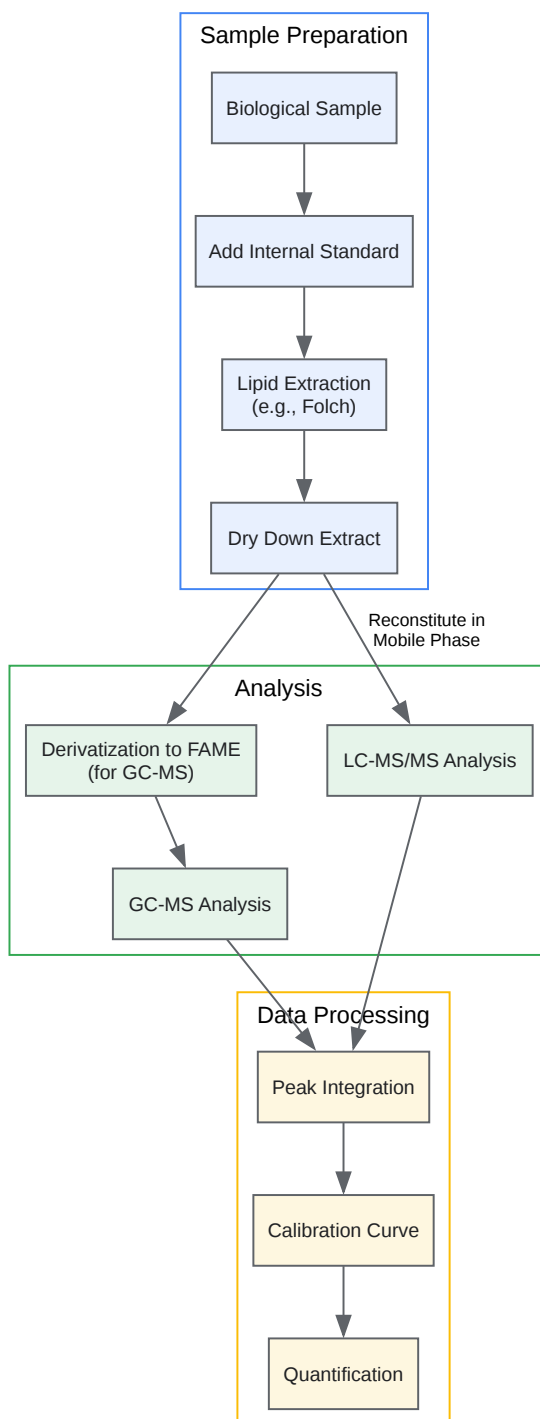 Sample Preparation
Biological Sample
Add Internal Standard
Lipid Extraction
(e.g., Folch)
Dry Down Extract
Reconstitute in
Mobile Phase
Analysis
Derivatization to FAME
(for GC-MS)
LC-MS/MS Analysis
GC-MS Analysis
Data Processing
Peak Integration
Calibration Curve
Quantification